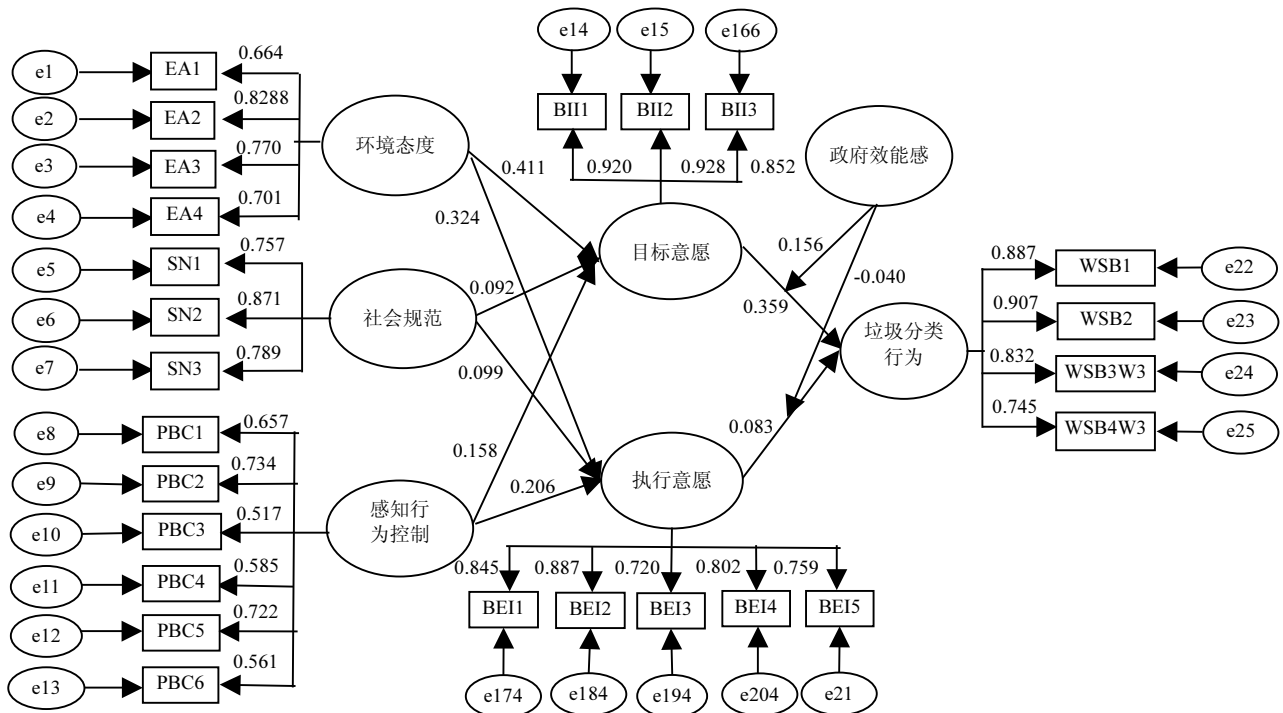 e14
e15
e166
e1
EA1
0.664
BII1
BII2
BII3
e2
EA2
0.8288
环境态度
政府效能感
e3
EA3
0.770
0.411
0.920
0.928
0.852
e4
EA4
0.701
0.324
目标意愿
0.156
e5
SN1
0.757
-0.040
0.887
WSB1
e22
e6
SN2
0.871
社会规范
0.092
0.359
垃圾分类
行为
0.907
WSB2
e23
e7
SN3
0.789
0.099
0.832
WSB3W3
e24
e8
PBC1
0.657
0.158
0.083
0.745
WSB4W3
e25
e9
PBC2
0.734
执行意愿
0.206
e10
PBC3
0.517
感知行
为控制
e11
PBC4
0.585
0.845
0.887
0.720
0.802
0.759
e12
PBC5
0.722
BEI1
BEI2
BEI3
BEI4
BEI5
e13
PBC6
0.561
e174
e184
e194
e204
e21